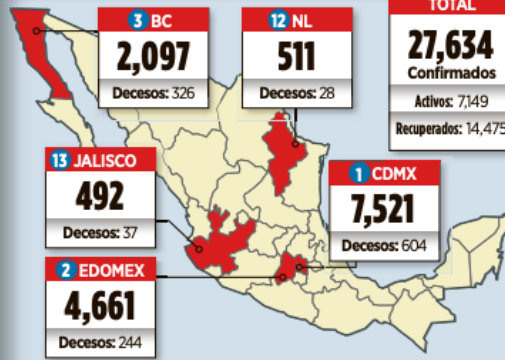 3 BC
2,097
Decesos: 326
12 NL
511
Decesos: 28
TOTAL
27,634
Confirmados
Activos: 7,149
Recuperados: 14,475
13 JALISCO
492
Decesos: 37
1 CDMX
7,521
Decesos: 604
2 EDOMEX
4,661
Decesos: 244